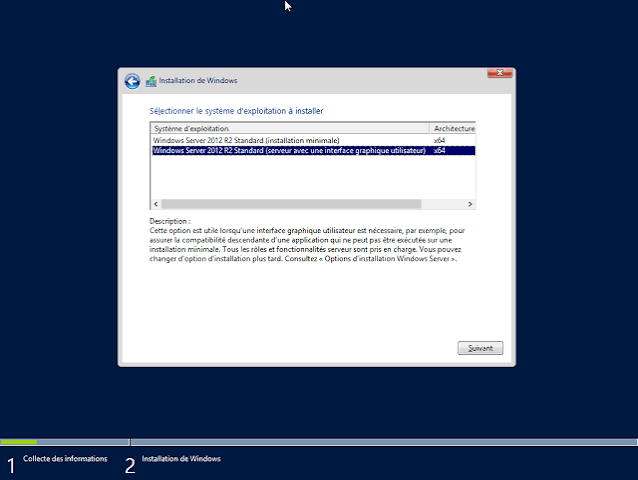 Installation de Windows
Sélectionner le système d'exploitation à installer
Système d'exploitation Architecture
Windows Server 2012 R2 Standard (installation minimale) x64
Windows Server 2012 R2 Standard (serveur avec une interface graphique utilisateur) x64
Description :
Cette option est utile lorsqu'une interface graphique utilisateur est nécessaire, par exemple, pour
assurer la compatibilité descendante d'une application qui ne peut pas être exécutée sur une
installation minimale. Tous les rôles et fonctionnalités serveur sont pris en charge. Vous pouvez
changer d'option d'installation plus tard. Consultez « Options d'installation Windows Server ».
Suivant
1 Collecte des informations 2 Installation de Windows